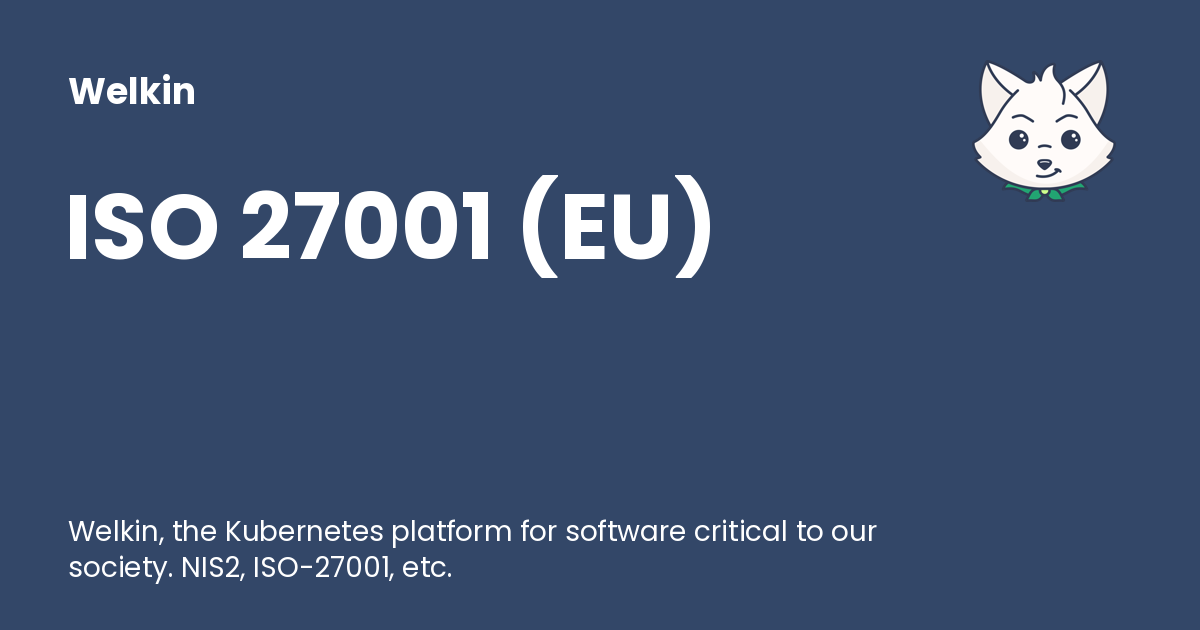 Welkin
ISO 27001 (EU)
Welkin, the Kubernetes platform for software critical to our
society. NIS2, ISO-27001, etc.